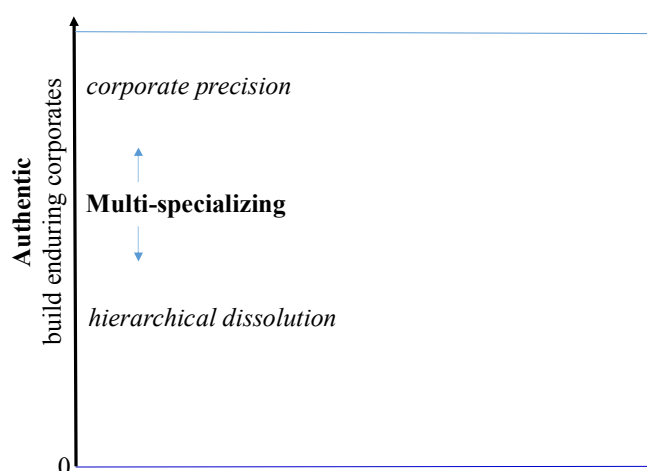 corporate precision
Authentic
build enduring corporates
Multi-specializing
hierarchical dissolution
0